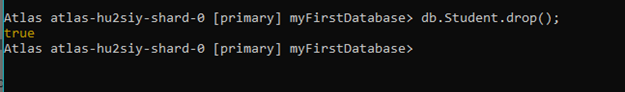 Atlas atlas-hu2siy-shard-0 [primary] myFirstDatabase> db.Student.drop();
true
Atlas atlas-hu2siy-shard-0 [primary] myFirstDatabase>